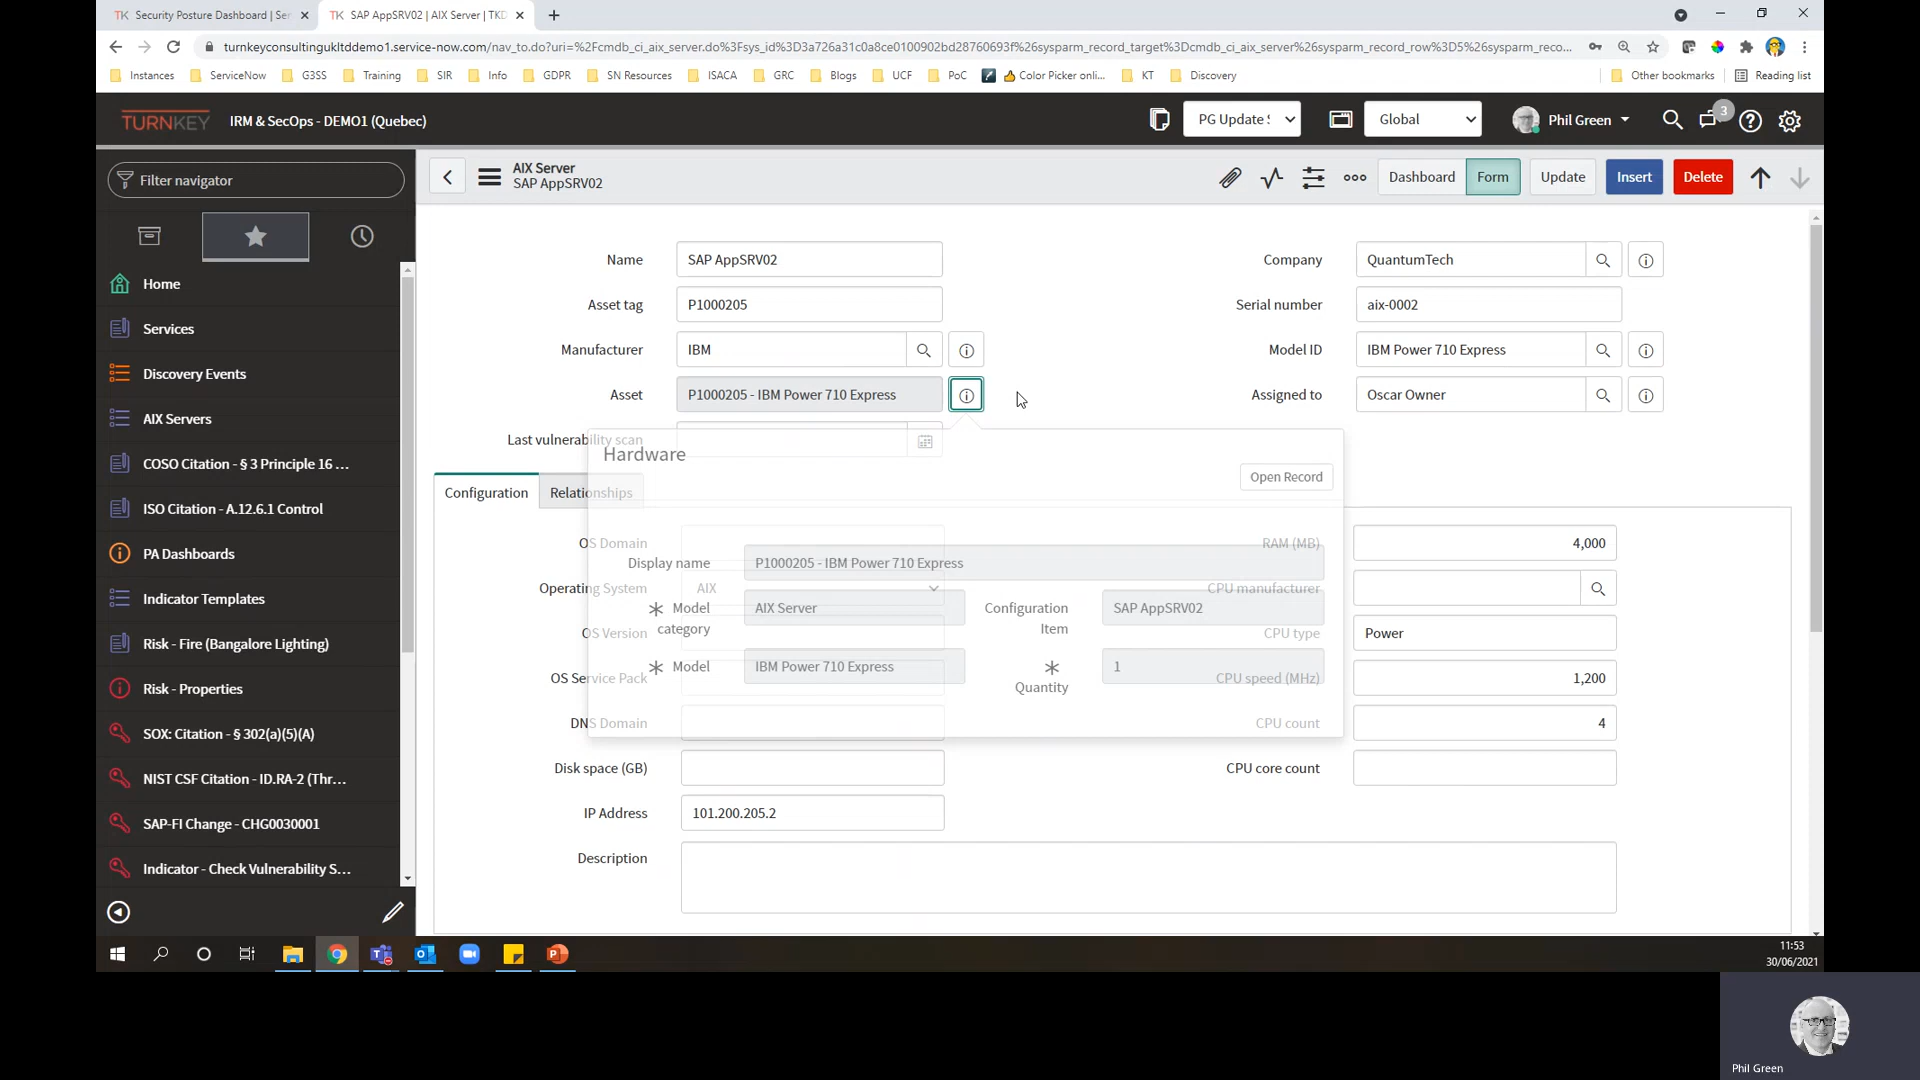 TK Security Posture Dashboard | Ser
TK SAP AppSRV02 | AIX Server | TKD
turnkeyconsultingukltddemo1.service-now.com/nav_to.do?uri=%2Fcmdb_ci_aix_server.do%3Fsys_id%3D3a726a31c0a8ce0100902bd28760693f%26sysparm_record_target%3Dcmdb_ci_aix_server%26sysparm_record_row%3D5%26sysparm_reco...
Instances ServiceNow G3SS Training SIR Info GDPR SN Resources ISACA GRC Blogs UCF PoC Color Picker onli... KT Discovery Other bookmarks Reading list
TURNKEY IRM & SecOps - DEMO1 (Quebec) PG Update S Global Phil Green 3
Filter navigator
Home
Services
Discovery Events
AIX Servers
COSO Citation - § 3 Principle 16 ...
ISO Citation - A.12.6.1 Control
PA Dashboards
Indicator Templates
Risk - Fire (Bangalore Lighting)
Risk - Properties
SOX: Citation - § 302(a)(5)(A)
NIST CSF Citation - ID.RA-2 (Thr...
SAP-FI Change - CHG0030001
Indicator - Check Vulnerability S...
AIX Server
SAP AppSRV02
Dashboard Form Update Insert Delete
Name SAP AppSRV02 Company QuantumTech
Asset tag P1000205 Serial number aix-0002
Manufacturer IBM Model ID IBM Power 710 Express
Asset P1000205 - IBM Power 710 Express Assigned to Oscar Owner
Last vulnerability scan
Hardware
Open Record
Configuration Relationships
OS Domain RAM (MB) 4,000
Display name P1000205 - IBM Power 710 Express
Operating System AIX CPU manufacturer
Model category AIX Server Configuration Item SAP AppSRV02
OS Version CPU type Power
Model IBM Power 710 Express Quantity 1
OS Service Pack CPU speed (MHz) 1,200
DNS Domain CPU count 4
Disk space (GB) CPU core count
IP Address 101.200.205.2
Description
11:53
30/06/2021
Phil Green